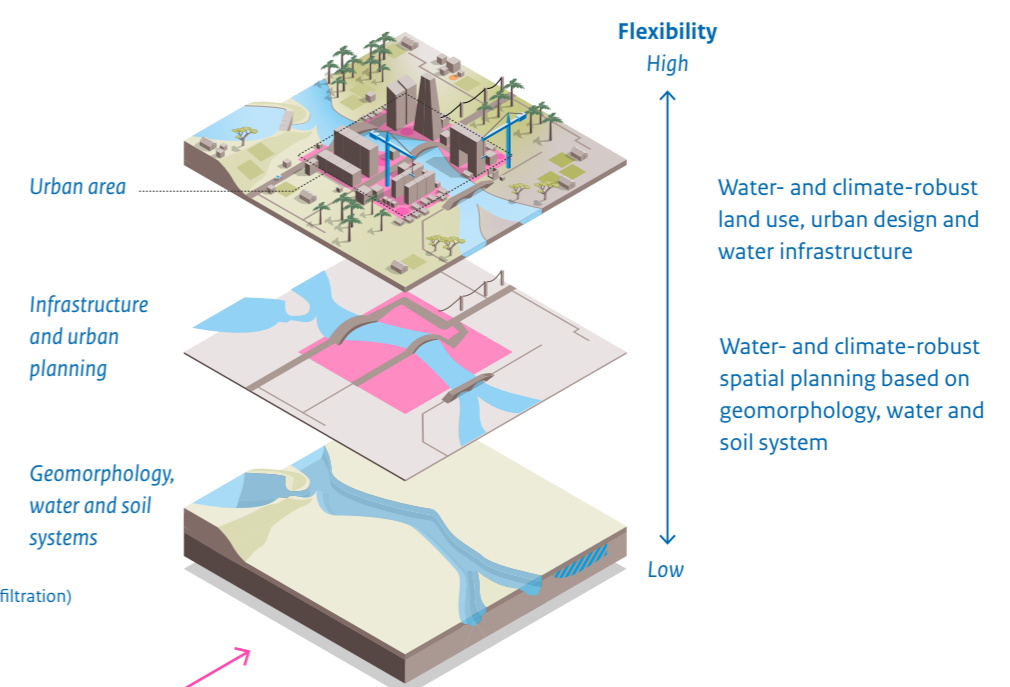 Flexibility
High
Urban area
Water- and climate-robust
land use, urban design and
water infrastructure
Infrastructure
and urban
planning
Water- and climate-robust
spatial planning based on
geomorphology, water and
soil system
Geomorphology,
water and soil
systems
Low
filtration)